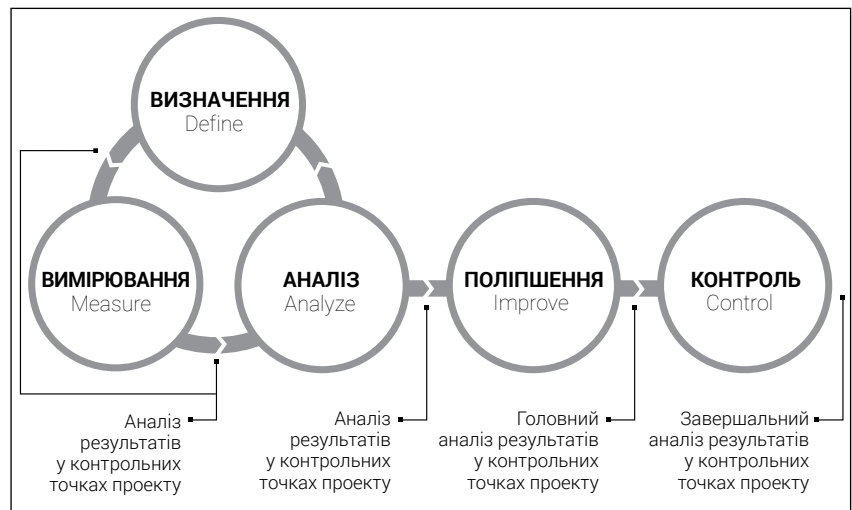 ВИЗНАЧЕННЯ
Define
ВИМІРЮВАННЯ
Measure
АНАЛІЗ
Analyze
ПОЛІПШЕННЯ
Improve
КОНТРОЛЬ
Control
Аналіз
результатів
у контрольних
точках проекту
Аналіз
результатів
у контрольних
точках проекту
Головний
аналіз результатів
у контрольних
точках проекту
Завершальний
аналіз результатів
у контрольних
точках проекту